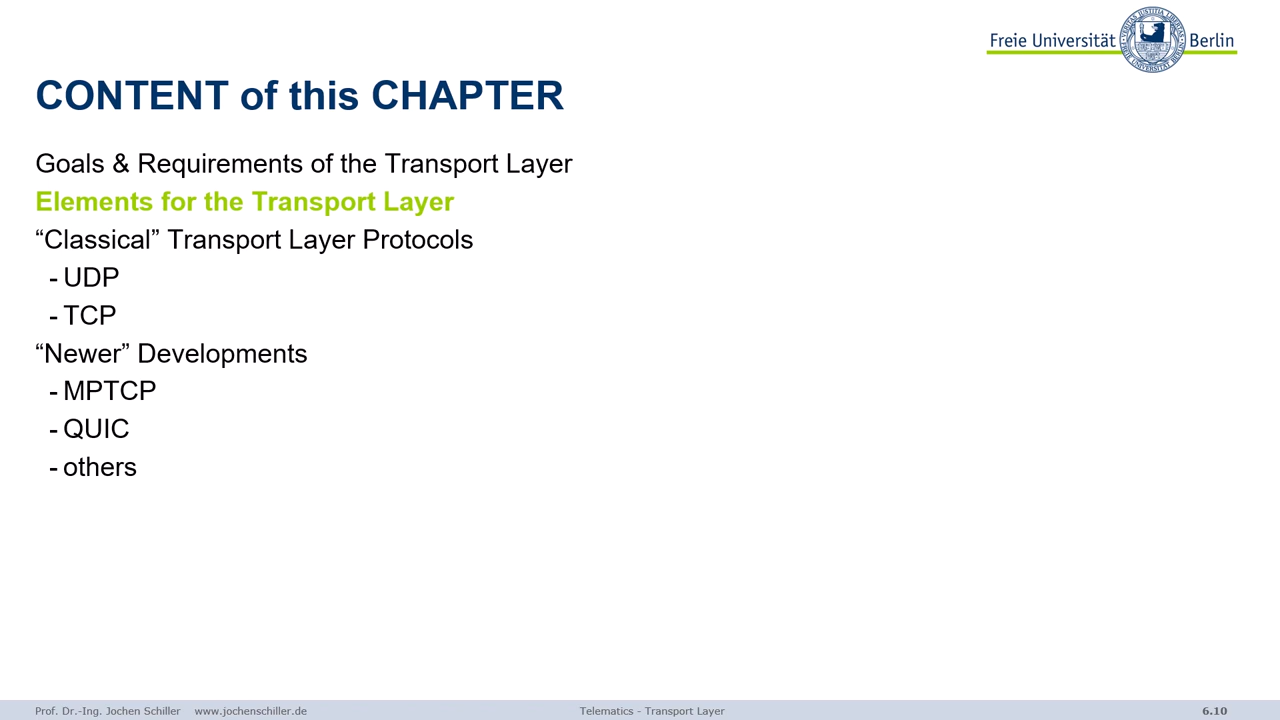 Freie Universität Berlin
CONTENT of this CHAPTER
Goals & Requirements of the Transport Layer
Elements for the Transport Layer
“Classical” Transport Layer Protocols
- UDP
- TCP
“Newer” Developments
- MPTCP
- QUIC
- others
Prof. Dr.-Ing. Jochen Schiller www.jochenschiller.de Telematics - Transport Layer 6.10